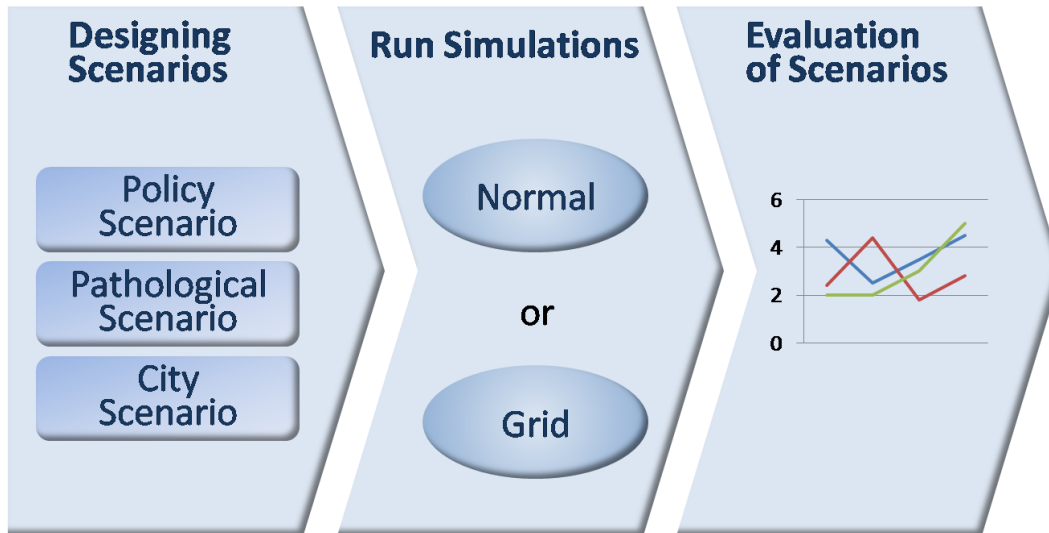 Designing
Scenarios
Policy
Scenario
Pathological
Scenario
City
Scenario
Run Simulations
Normal
or
Grid
Evaluation
of Scenarios
6
4
2
0